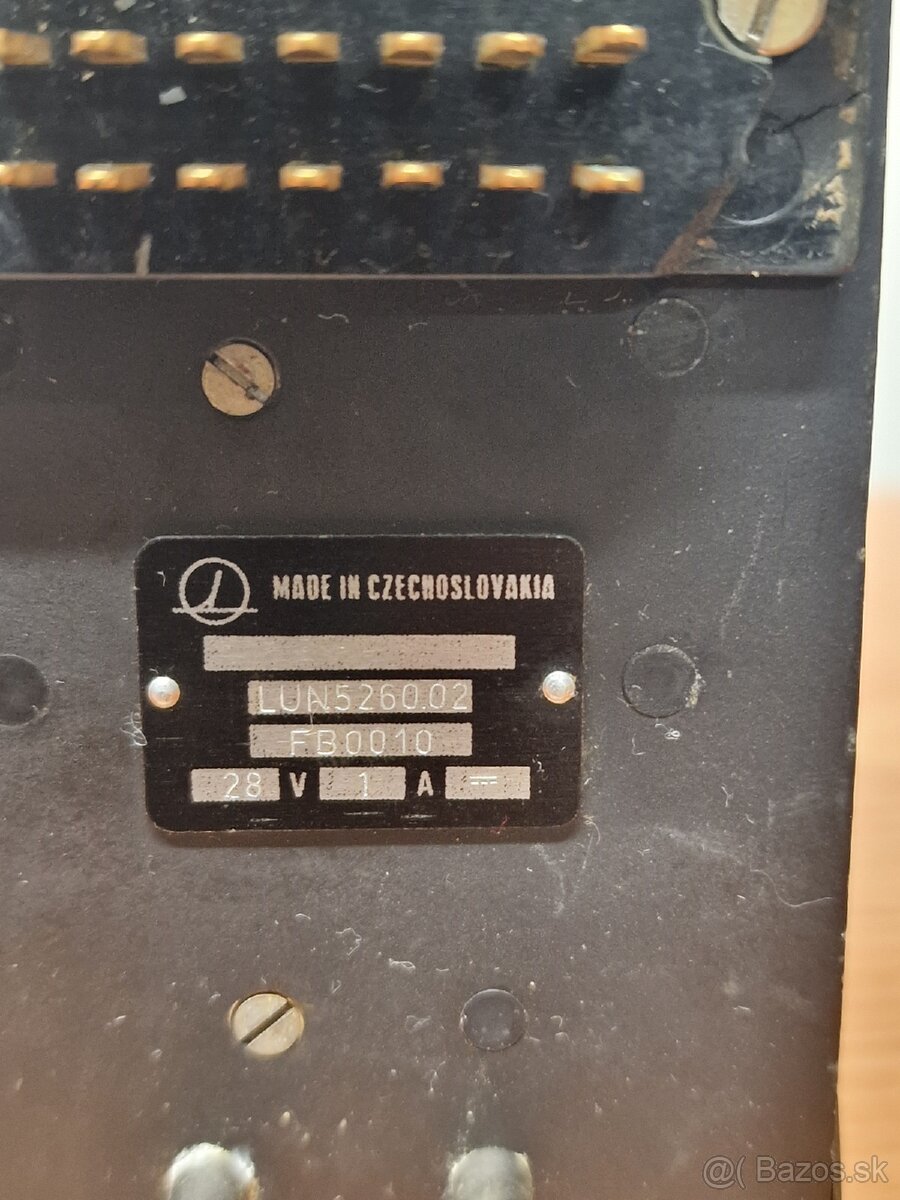 MADE IN CZECHOSLOVAKIA
LUN5260.02
FB0010
28 V 1 A ⎓
@( Bazos.sk